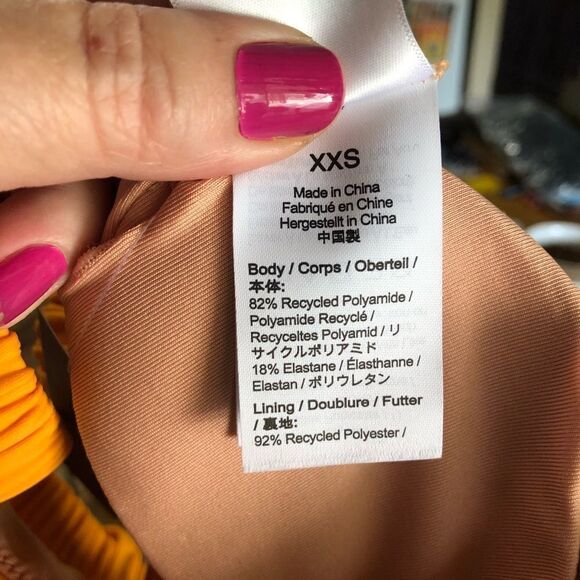 XXS
Made in China
Fabriqué en Chine
Hergestellt in China
中国製
Body / Corps / Oberteil /
本体:
82% Recycled Polyamide /
Polyamide Recyclé /
Recyceltes Polyamid / リ
サイクルポリアミド
18% Elastane / Élasthanne /
Elastan / ポリウレタン
Lining / Doublure / Futter
/ 裏地:
92% Recycled Polyester /